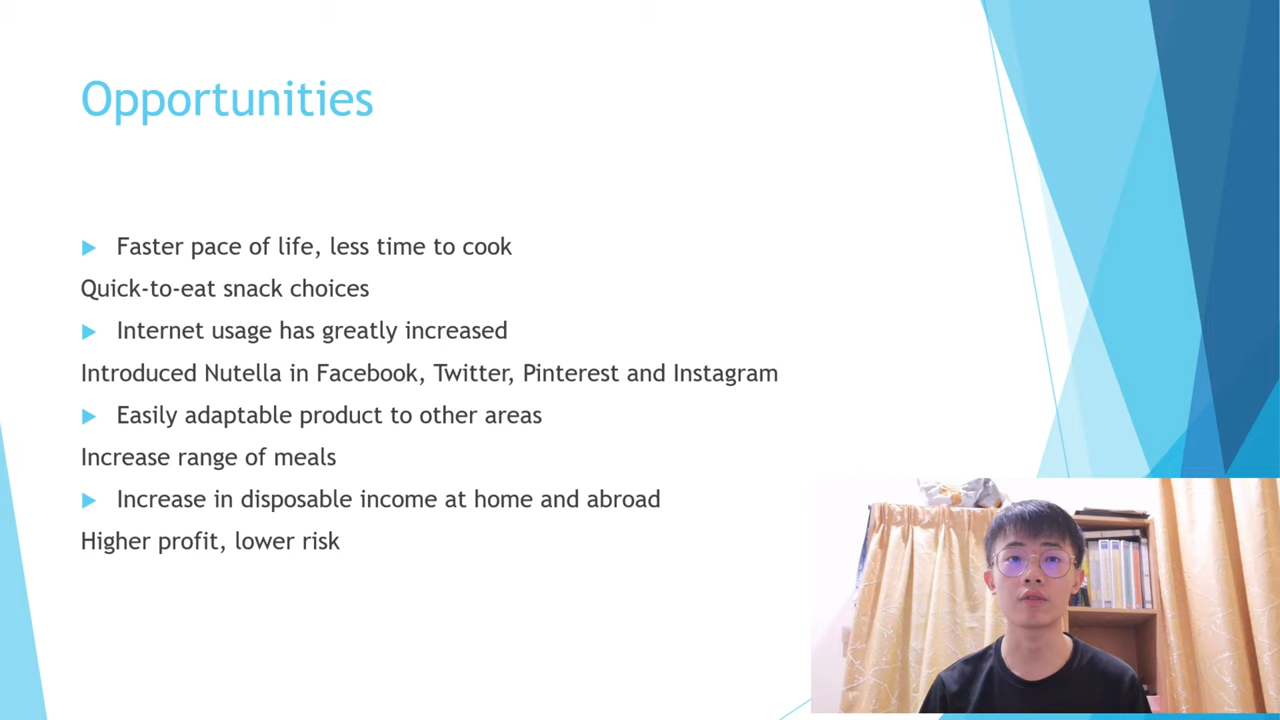 Opportunities
Faster pace of life, less time to cook
Quick-to-eat snack choices
Internet usage has greatly increased
Introduced Nutella in Facebook, Twitter, Pinterest and Instagram
Easily adaptable product to other areas
Increase range of meals
Increase in disposable income at home and abroad
Higher profit, lower risk